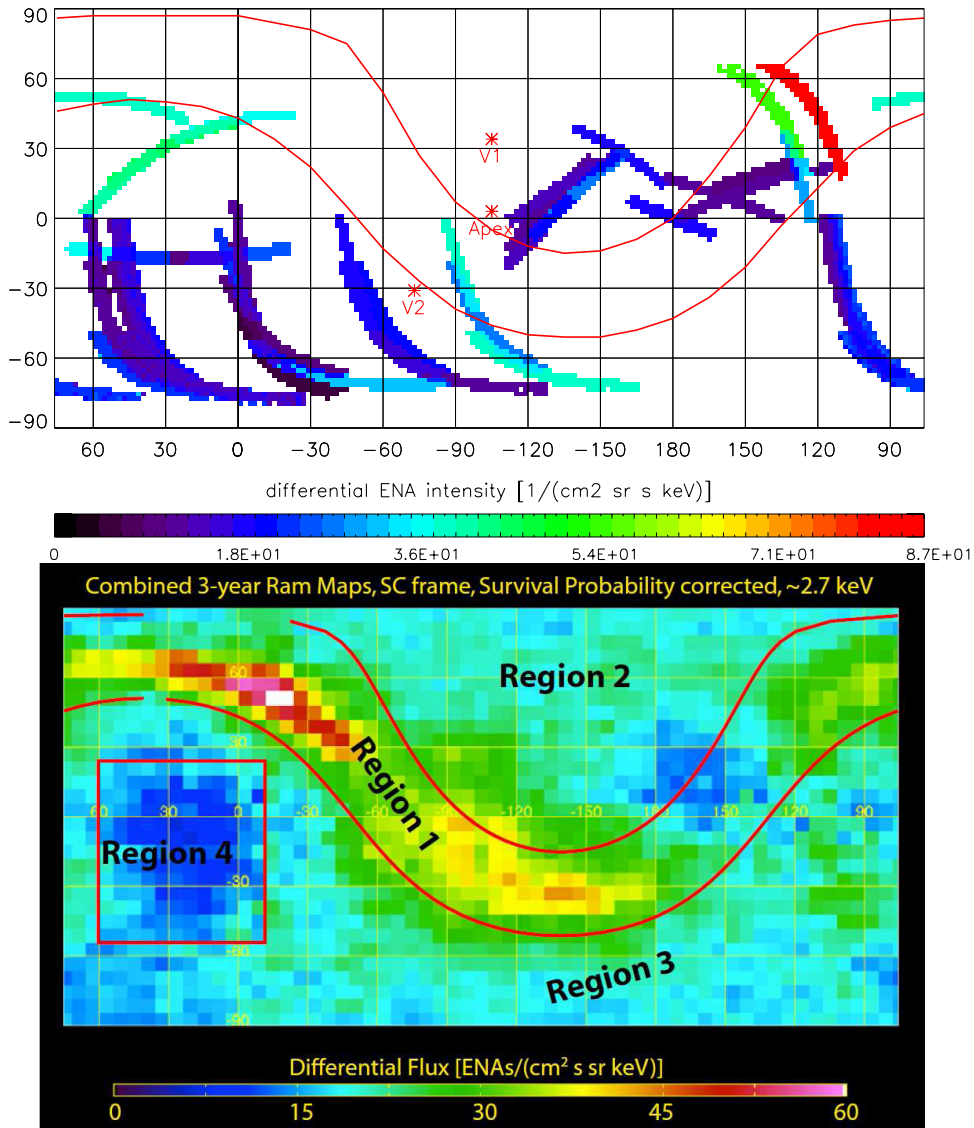 90
60
30
0
−30
−60
−90
V1
Apex
V2
60 30 0 −30 −60 −90 −120 −150 180 150 120 90
differential ENA intensity [1/(cm2 sr s keV)]
0 1.8E+01 3.6E+01 5.4E+01 7.1E+01 8.7E+01
Combined 3-year Ram Maps, SC frame, Survival Probability corrected, ~2.7 keV
60
Region 2
30
Region 1
60 30 0 -30 -60 -90 -120 -150 180 150 120 90
Region 4
-30
-60
Region 3
-90
Differential Flux [ENAs/(cm² s sr keV)]
0 15 30 45 60